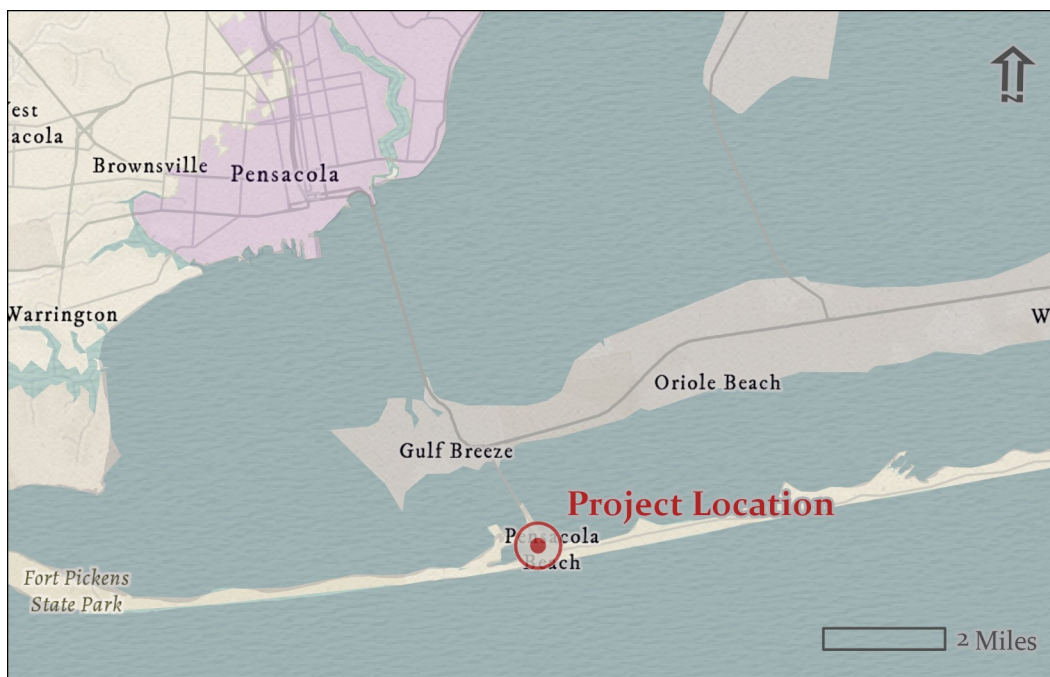 est
acola
Brownsville
Pensacola
Warrington
W
Oriole Beach
Gulf Breeze
Project Location
Pensacola
Beach
Fort Pickens
State Park
2 Miles
N